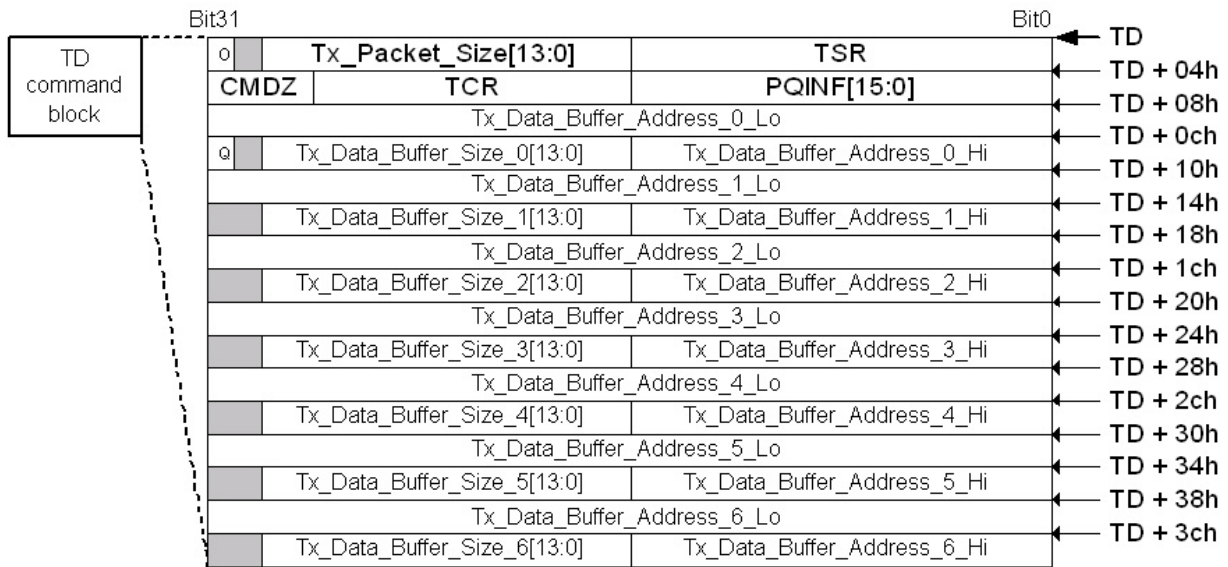 Bit31 Bit0
TD command block
O Tx_Packet_Size[13:0] TSR TD
CMDZ TCR PQINF[15:0] TD + 04h
Tx_Data_Buffer_Address_0_Lo TD + 08h
Q Tx_Data_Buffer_Size_0[13:0] Tx_Data_Buffer_Address_0_Hi TD + 0ch
Tx_Data_Buffer_Address_1_Lo TD + 10h
Tx_Data_Buffer_Size_1[13:0] Tx_Data_Buffer_Address_1_Hi TD + 14h
Tx_Data_Buffer_Address_2_Lo TD + 18h
Tx_Data_Buffer_Size_2[13:0] Tx_Data_Buffer_Address_2_Hi TD + 1ch
Tx_Data_Buffer_Address_3_Lo TD + 20h
Tx_Data_Buffer_Size_3[13:0] Tx_Data_Buffer_Address_3_Hi TD + 24h
Tx_Data_Buffer_Address_4_Lo TD + 28h
Tx_Data_Buffer_Size_4[13:0] Tx_Data_Buffer_Address_4_Hi TD + 2ch
Tx_Data_Buffer_Address_5_Lo TD + 30h
Tx_Data_Buffer_Size_5[13:0] Tx_Data_Buffer_Address_5_Hi TD + 34h
Tx_Data_Buffer_Address_6_Lo TD + 38h
Tx_Data_Buffer_Size_6[13:0] Tx_Data_Buffer_Address_6_Hi TD + 3ch